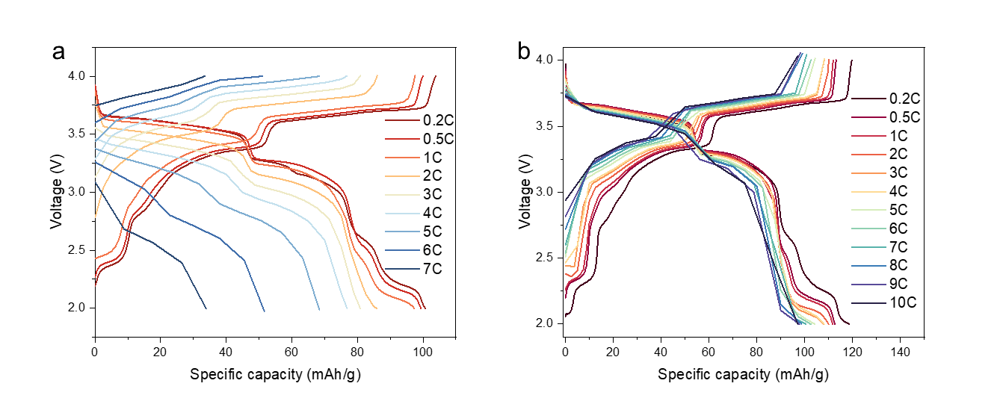 a
Voltage (V)
4.0
3.5
3.0
2.5
2.0
0 20 40 60 80 100
Specific capacity (mAh/g)
0.2C
0.5C
1C
2C
3C
4C
5C
6C
7C
b
Voltage (V)
4.0
3.5
3.0
2.5
2.0
0 20 40 60 80 100 120 140
Specific capacity (mAh/g)
0.2C
0.5C
1C
2C
3C
4C
5C
6C
7C
8C
9C
10C